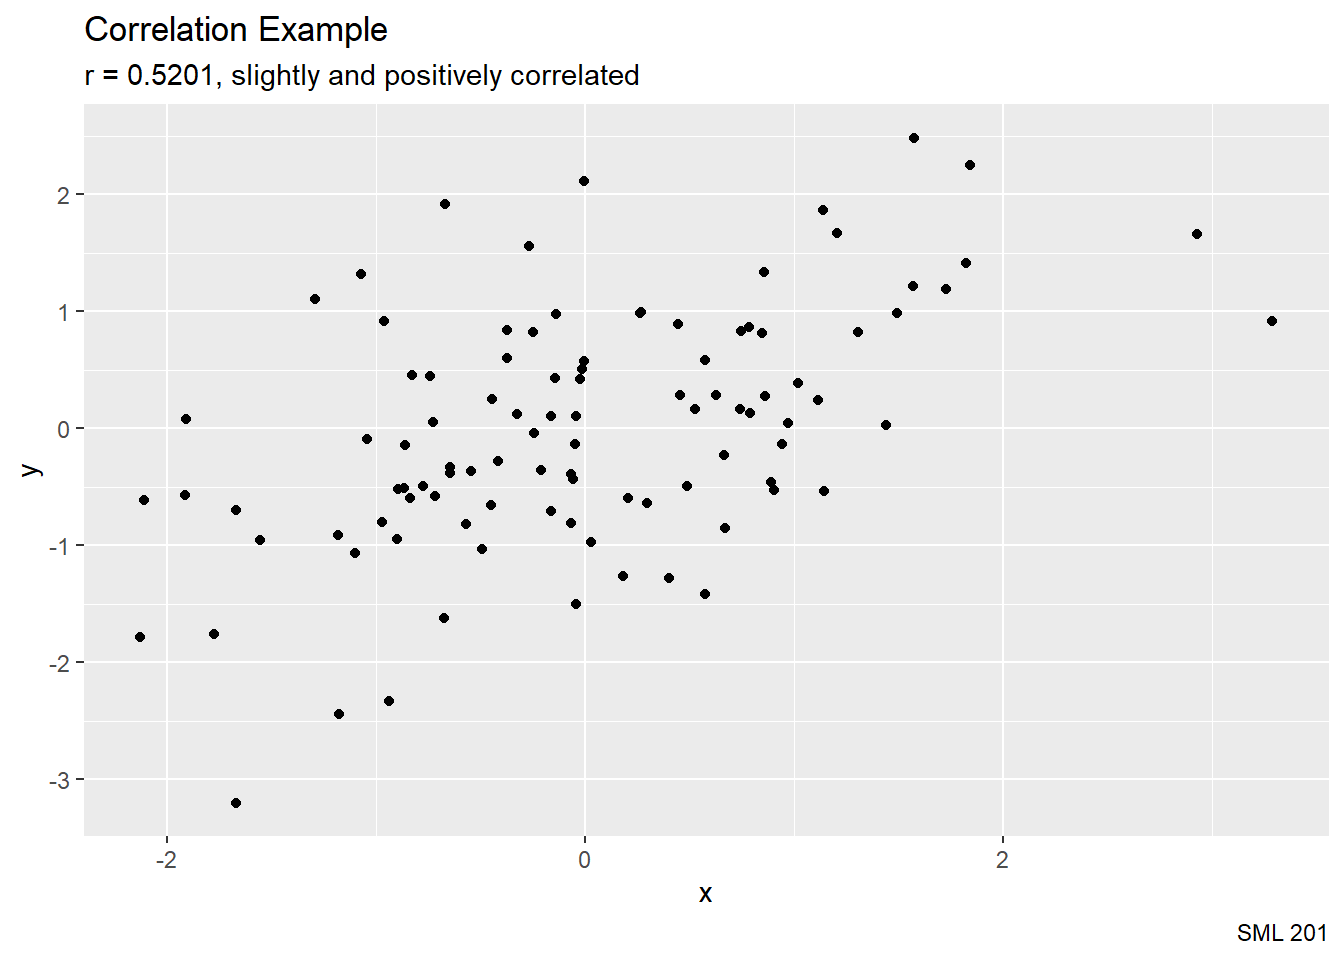 Correlation Example
r = 0.5201, slightly and positively correlated
2
1
0
-1
-2
-3
y
-2 0 2
x
SML 201